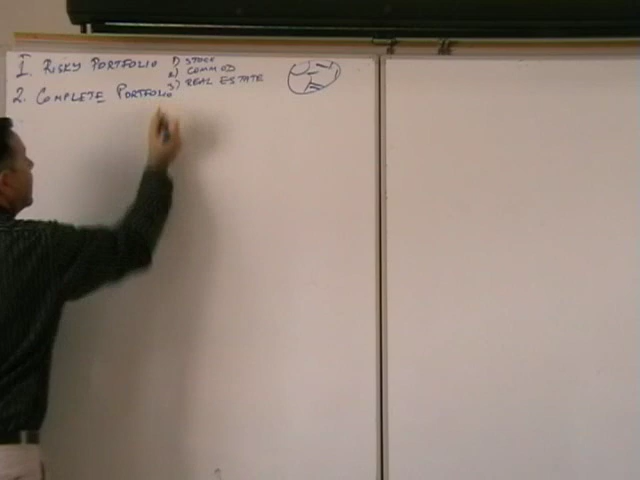 1. RISKY PORTFOLIO
1) STOCK
2) COMMOD
3) REAL ESTATE
2. COMPLETE PORTFOLIO